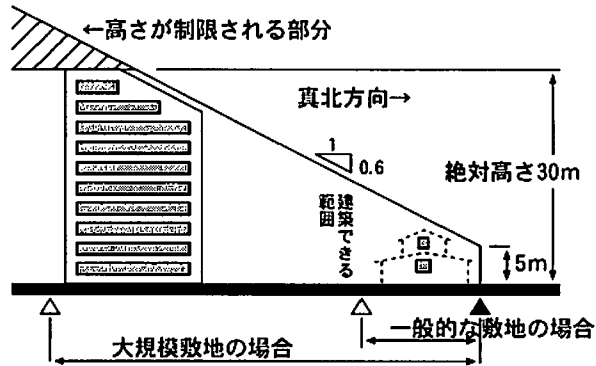 ←高さが制限される部分
真北方向→
1
0.6
絶対高さ30m
建築できる
範囲
5m
一般的な敷地の場合
大規模敷地の場合